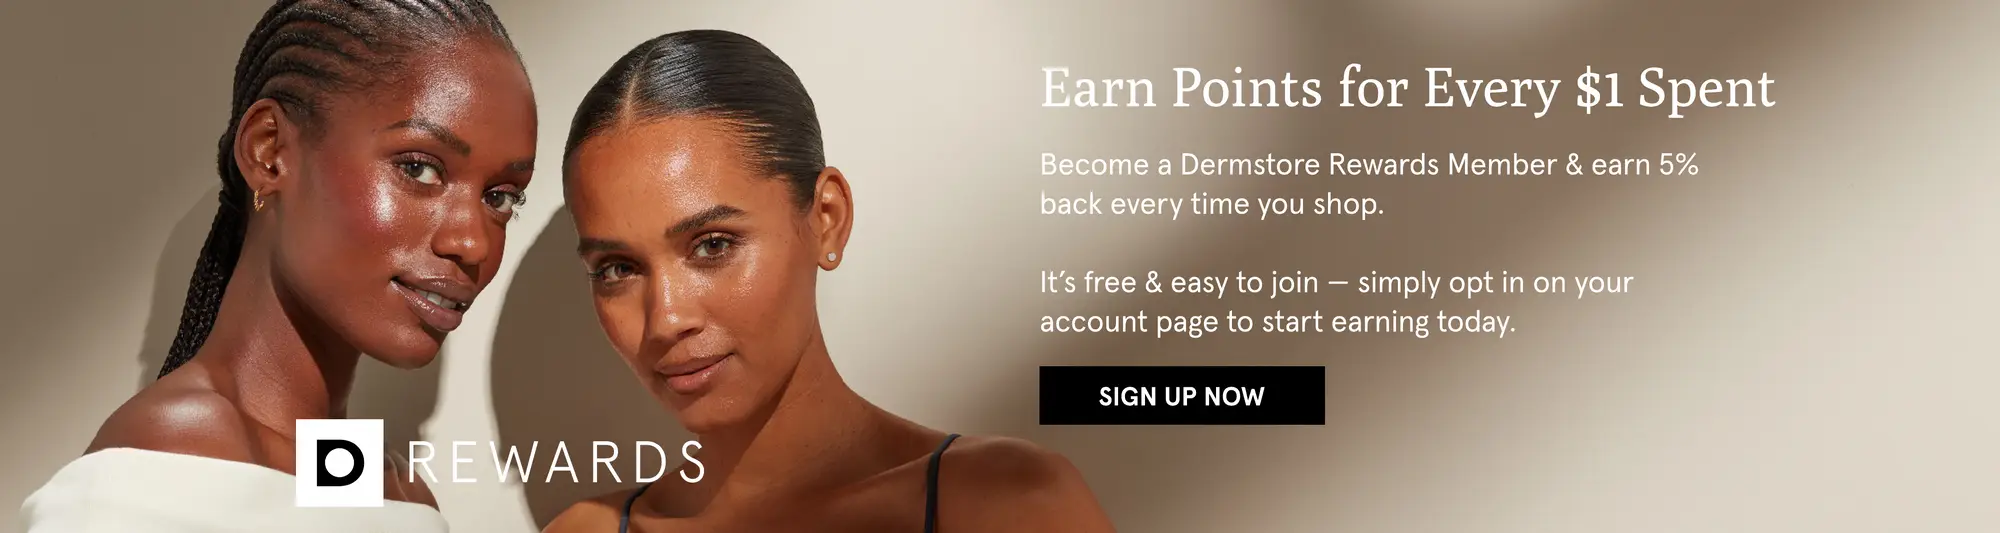 Earn Points for Every $1 Spent
Become a Dermstore Rewards Member & earn 5%
back every time you shop.
It’s free & easy to join — simply opt in on your
account page to start earning today.
SIGN UP NOW
D REWARDS